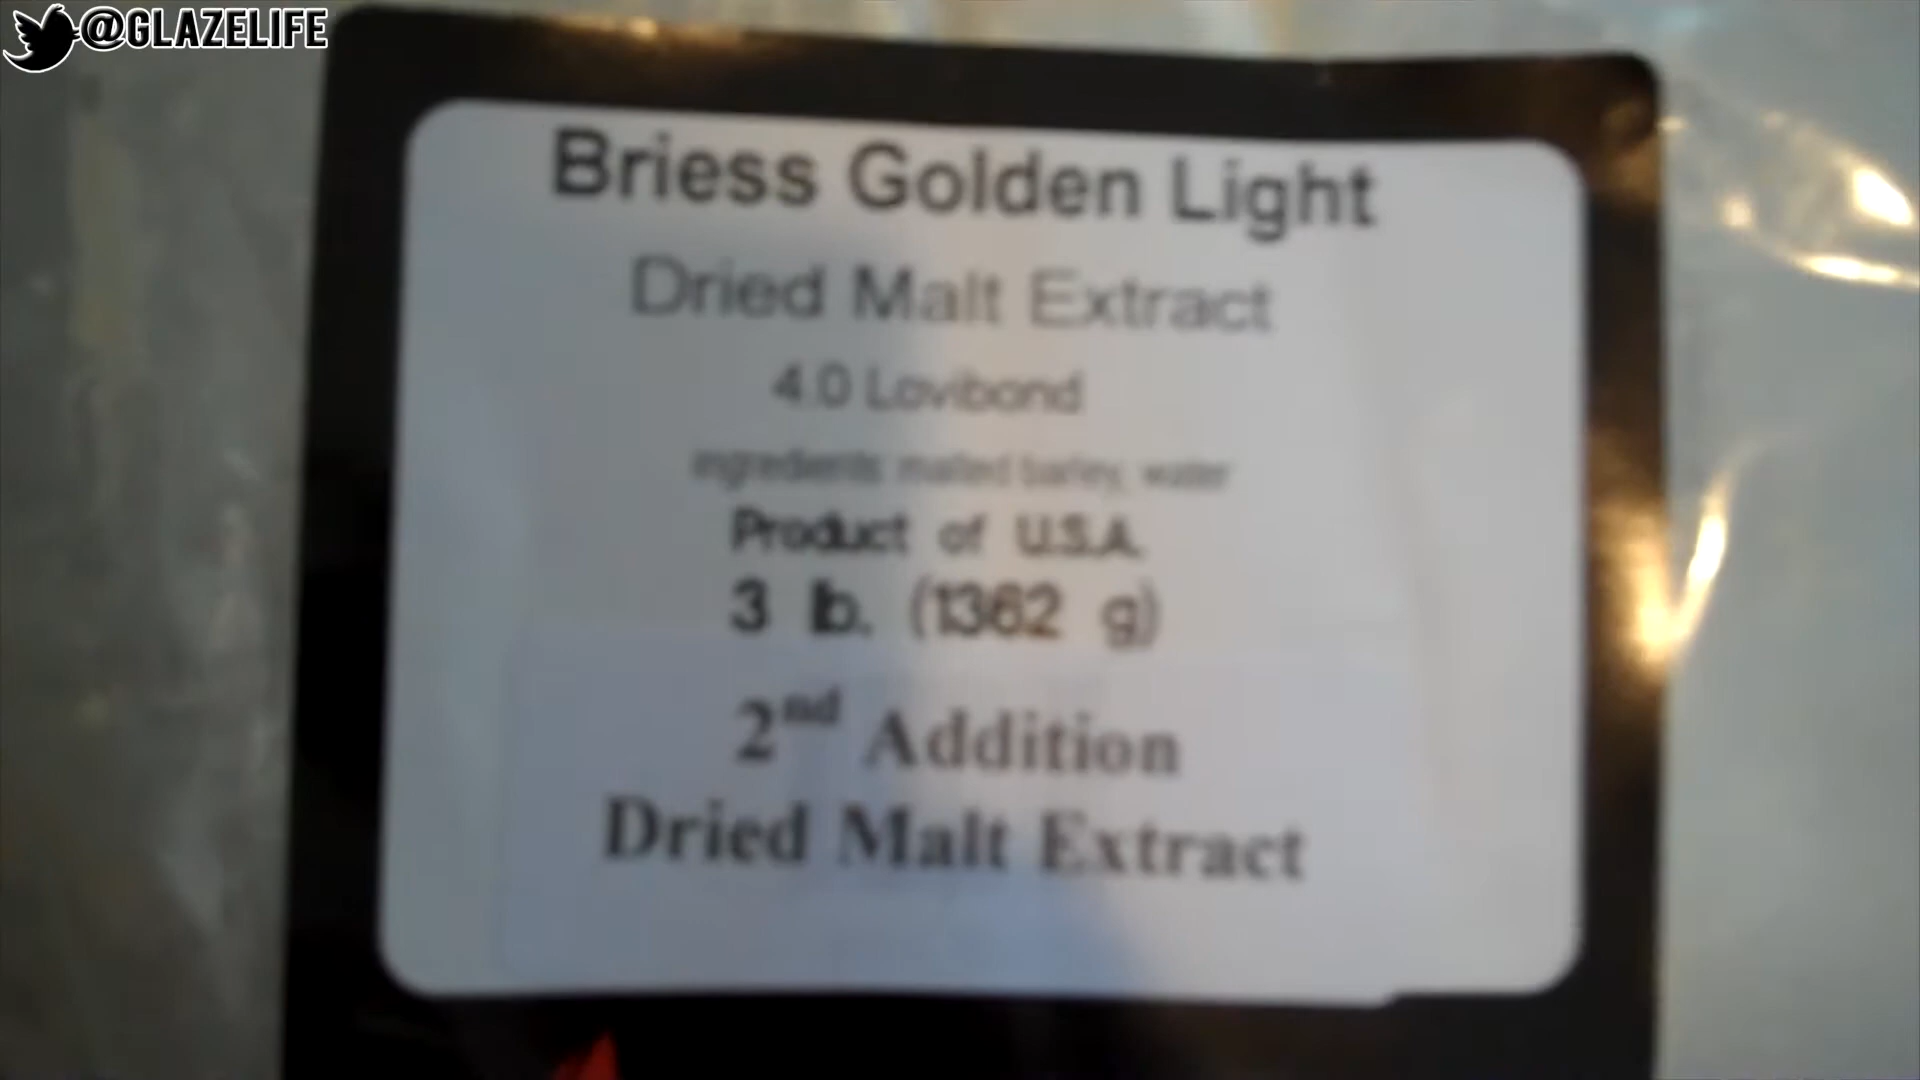 @GLAZELIFE
Briess Golden Light
Dried Malt Extract
4.0 Lovibond
ingredients: malted barley, water
Product of U.S.A.
3 lb. (1362 g)
2nd Addition
Dried Malt Extract